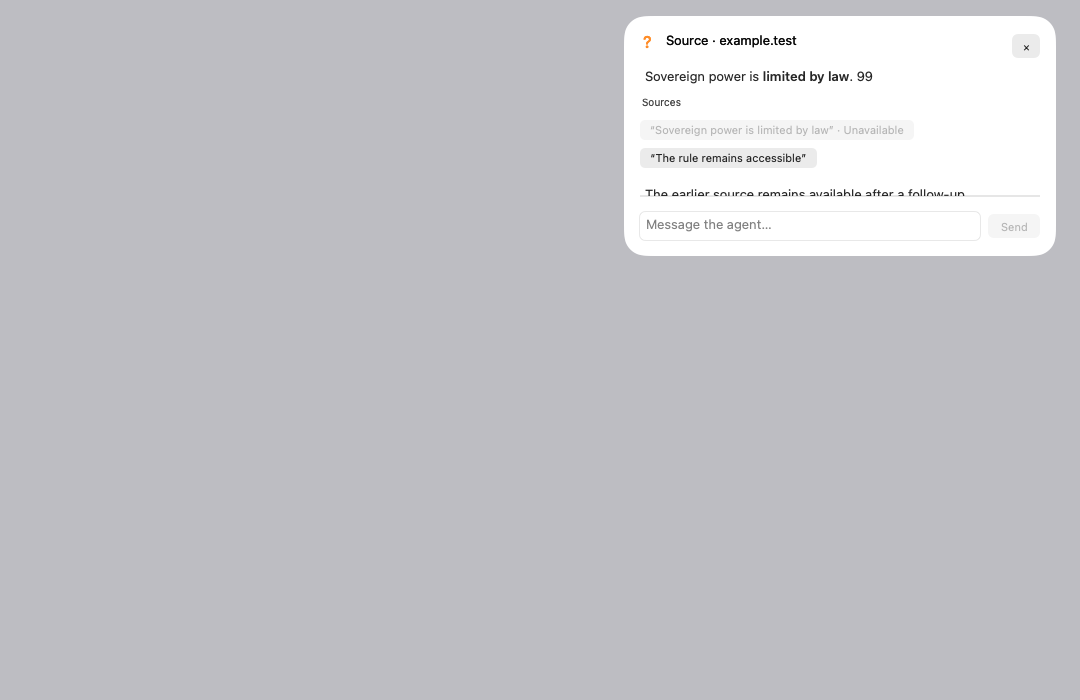 ? Source · example.test
×
Sovereign power is limited by law. 99
Sources
“Sovereign power is limited by law” · Unavailable
“The rule remains accessible”
The earlier source remains available after a follow-up
Message the agent...
Send